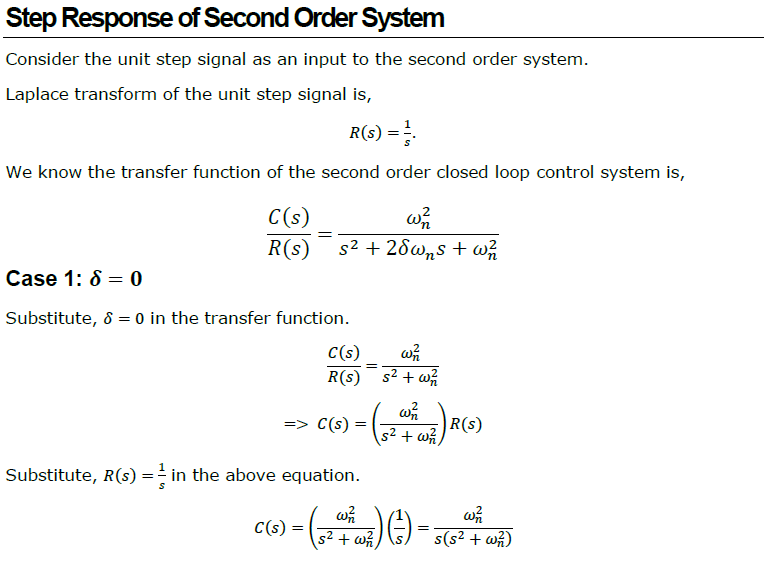 Step Response of Second Order System
Consider the unit step signal as an input to the second order system.
Laplace transform of the unit step signal is,
R(s) = 1/s.
We know the transfer function of the second order closed loop control system is,
C(s)/R(s) = ωₙ²/(s² + 2δωₙs + ωₙ²)
Case 1: δ = 0
Substitute, δ = 0 in the transfer function.
C(s)/R(s) = ωₙ²/(s² + ωₙ²)
=> C(s) = (ωₙ²/(s² + ωₙ²)) R(s)
Substitute, R(s) = 1/s in the above equation.
C(s) = (ωₙ²/(s² + ωₙ²)) (1/s) = ωₙ²/(s(s² + ωₙ²))